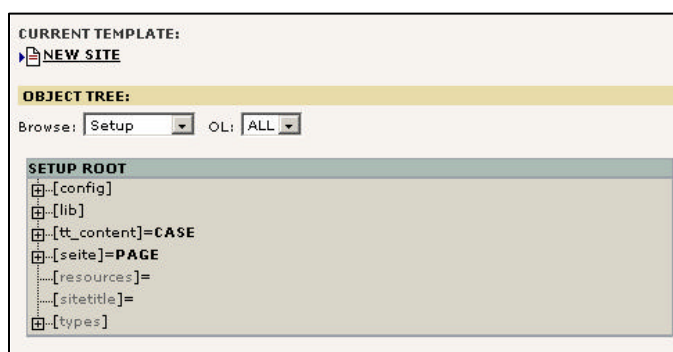 CURRENT TEMPLATE:
NEW SITE
OBJECT TREE:
Browse: Setup OL: ALL
SETUP ROOT
[config]
[lib]
[tt_content]=CASE
[seite]=PAGE
[resources]=
[sitetitle]=
[types]